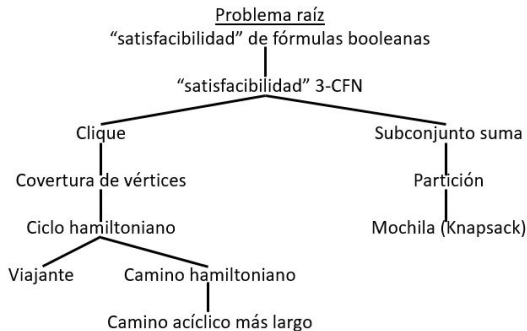 Problema raíz
“satisfacibilidad” de fórmulas booleanas
“satisfacibilidad” 3-CFN
Clique
Subconjunto suma
Covertura de vértices
Partición
Ciclo hamiltoniano
Mochila (Knapsack)
Viajante
Camino hamiltoniano
Camino acíclico más largo